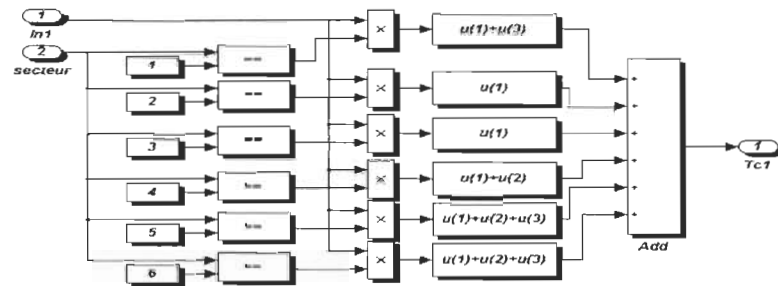 1
In1
2
secteur
1
==
2
==
3
==
4
==
5
==
6
==
×
×
×
×
×
×
u(1)+u(3)
u(1)
u(1)
u(1)+u(2)
u(1)+u(2)+u(3)
u(1)+u(2)+u(3)
+
+
+
+
+
+
Add
1
Tc1